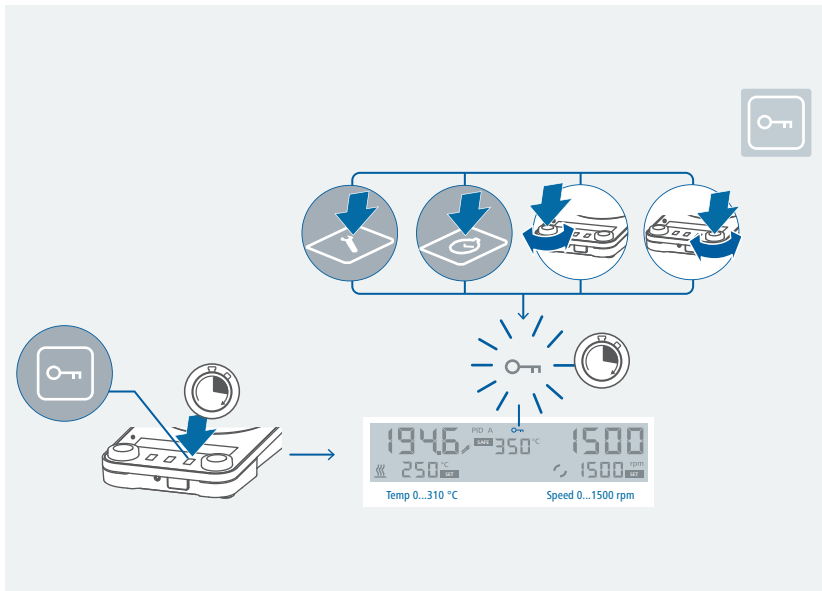 PID A
194.6 SAFE 350 °C 1500
250 °C SET 1500 rpm SET
Temp 0...310 °C Speed 0...1500 rpm